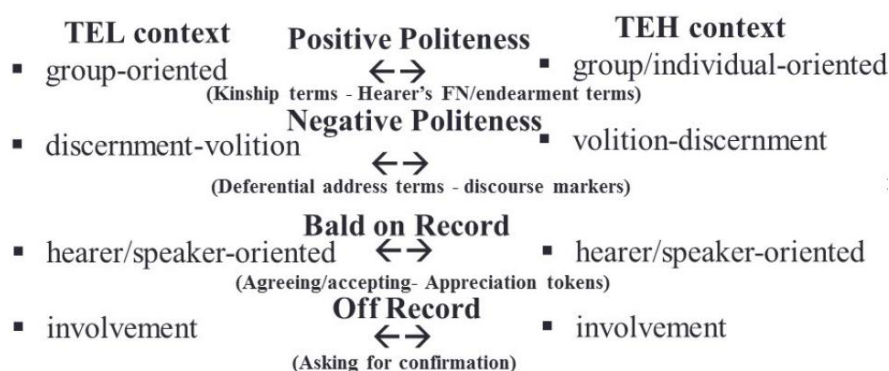 TEL context Positive Politeness TEH context
▪ group-oriented ←→ ▪ group/individual-oriented
(Kinship terms - Hearer's FN/endearment terms)
Negative Politeness
▪ discernment-volition ←→ ▪ volition-discernment
(Deferential address terms - discourse markers)
Bald on Record
▪ hearer/speaker-oriented ←→ ▪ hearer/speaker-oriented
(Agreeing/accepting- Appreciation tokens)
Off Record
▪ involvement ←→ ▪ involvement
(Asking for confirmation)